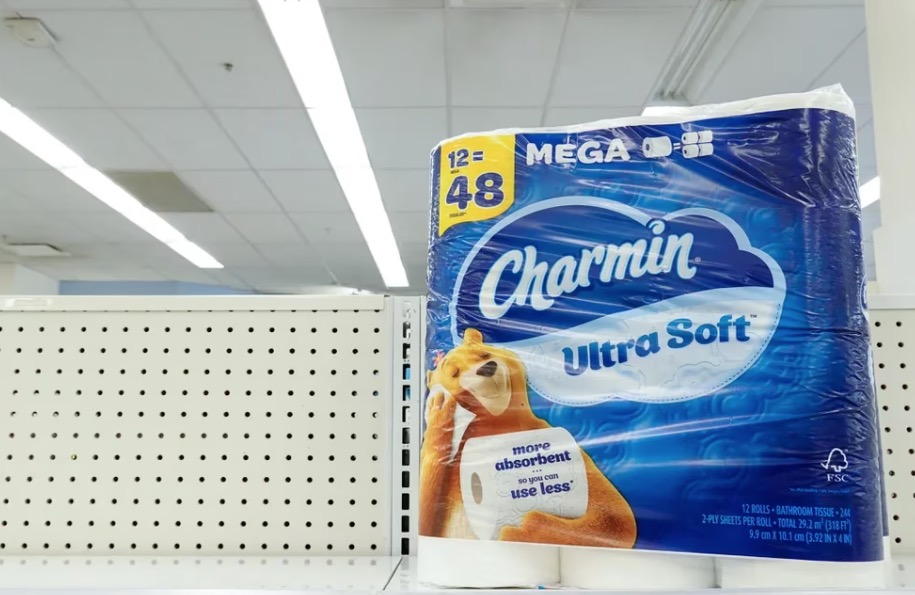 12=
MEGA
48
Charmin
Ultra Soft™
more
absorbent
...
so you can
use less*
FSC
12 ROLLS • BATHROOM TISSUE • 244
2-PLY SHEETS PER ROLL • TOTAL 29.2 m² (318 FT²)
9.9 cm X 10.1 cm (3.92 IN X 4 IN)